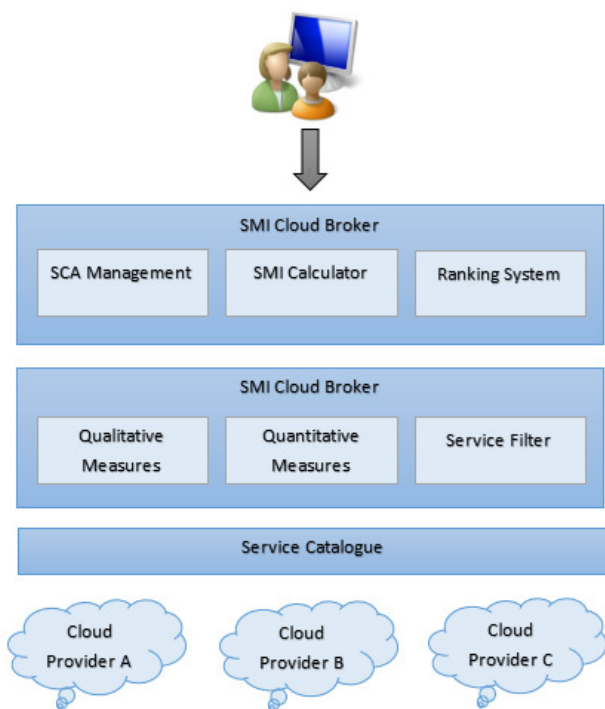 SMI Cloud Broker
SCA Management
SMI Calculator
Ranking System
SMI Cloud Broker
Qualitative
Measures
Quantitative
Measures
Service Filter
Service Catalogue
Cloud
Provider A
Cloud
Provider B
Cloud
Provider C